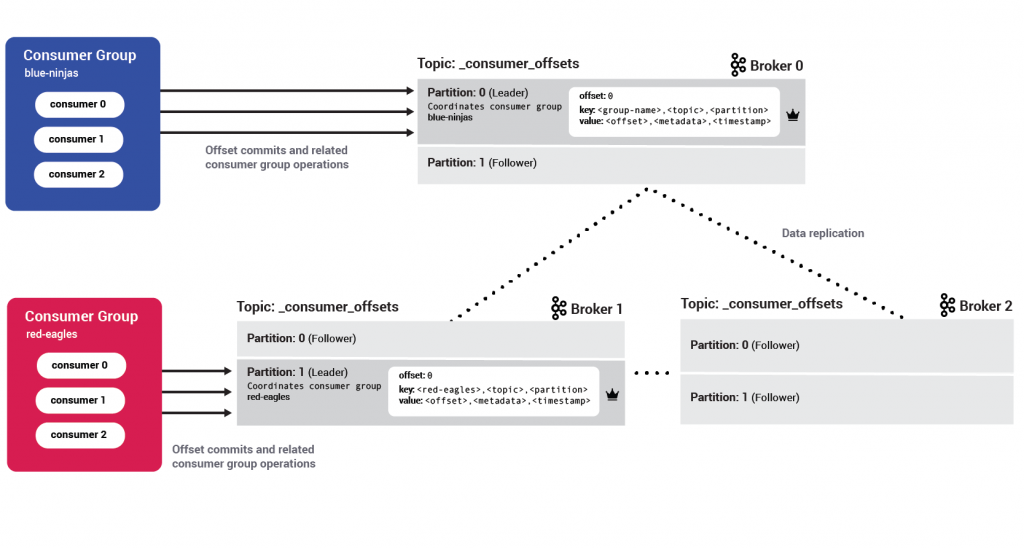 Consumer Group
blue-ninjas
consumer 0
consumer 1
consumer 2
Offset commits and related
consumer group operations
Topic: _consumer_offsets
Broker 0
Partition: 0 (Leader)
Coordinates consumer group
blue-ninjas
offset: 0
key: <group-name>,<topic>,<partition>
value: <offset>,<metadata>,<timestamp>
Partition: 1 (Follower)
Data replication
Consumer Group
red-eagles
consumer 0
consumer 1
consumer 2
Offset commits and related
consumer group operations
Topic: _consumer_offsets
Broker 1
Partition: 0 (Follower)
Partition: 1 (Leader)
Coordinates consumer group
red-eagles
offset: 0
key: <red-eagles>,<topic>,<partition>
value: <offset>,<metadata>,<timestamp>
Topic: _consumer_offsets
Broker 2
Partition: 0 (Follower)
Partition: 1 (Follower)